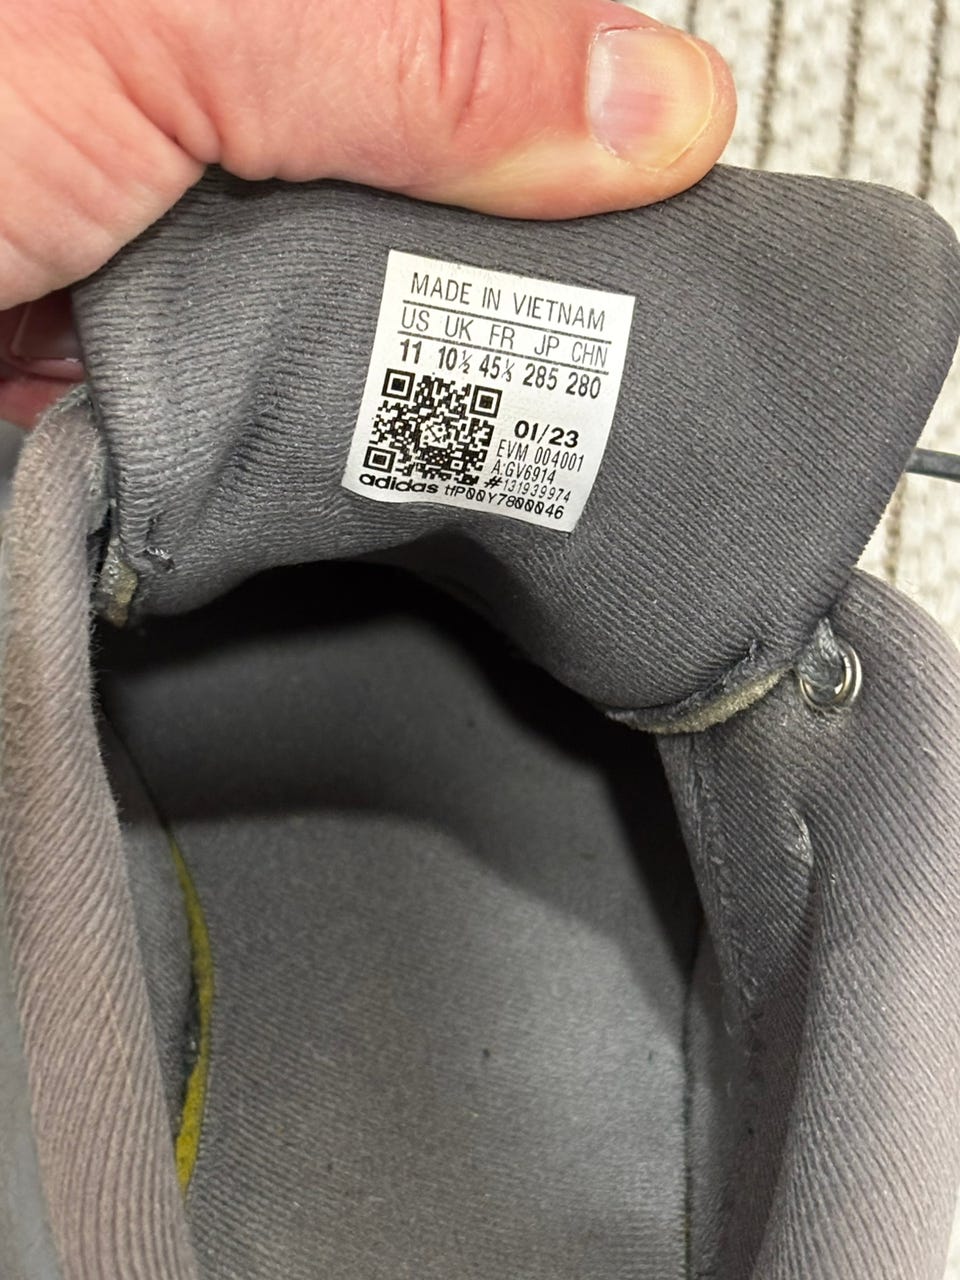 MADE IN VIETNAM
US UK FR JP CHN
11 10½ 45⅓ 285 280
01/23
EVM 004001
A:GV6914
#131939974
adidas ttP00Y7800046